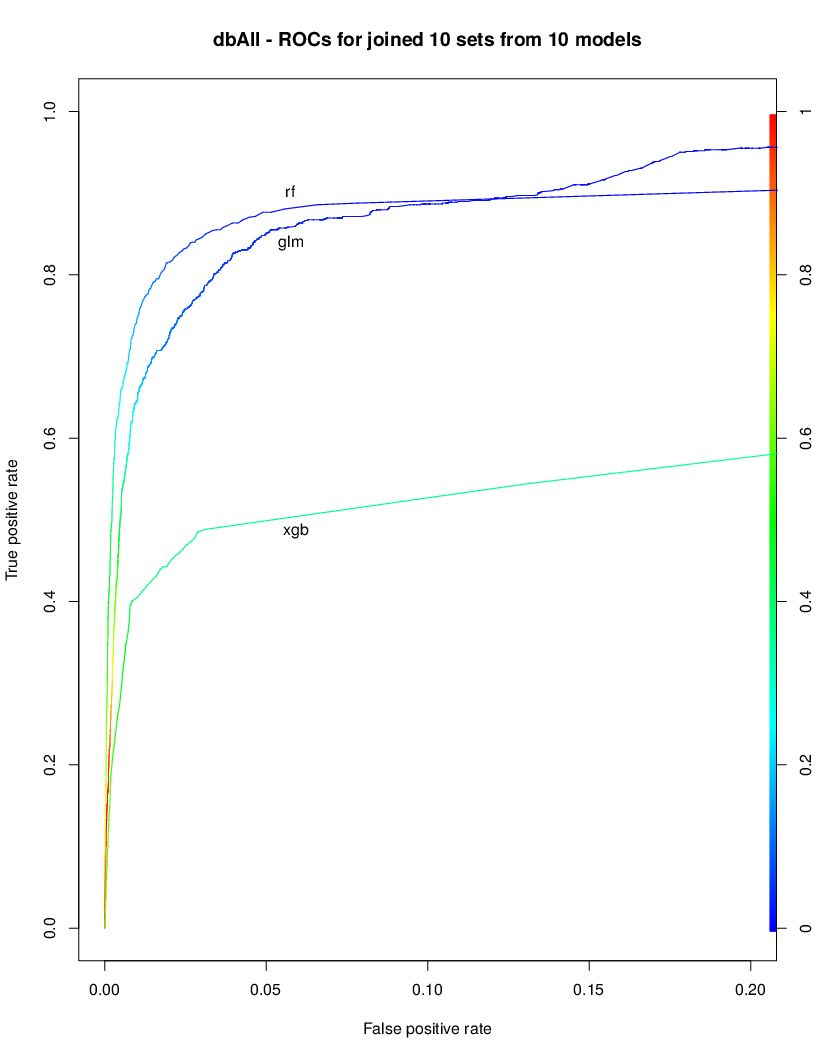 dbAll - ROCs for joined 10 sets from 10 models
True positive rate
1.0
0.8
0.6
0.4
0.2
0.0
rf
glm
xgb
1
0.8
0.6
0.4
0.2
0
0.00 0.05 0.10 0.15 0.20
False positive rate